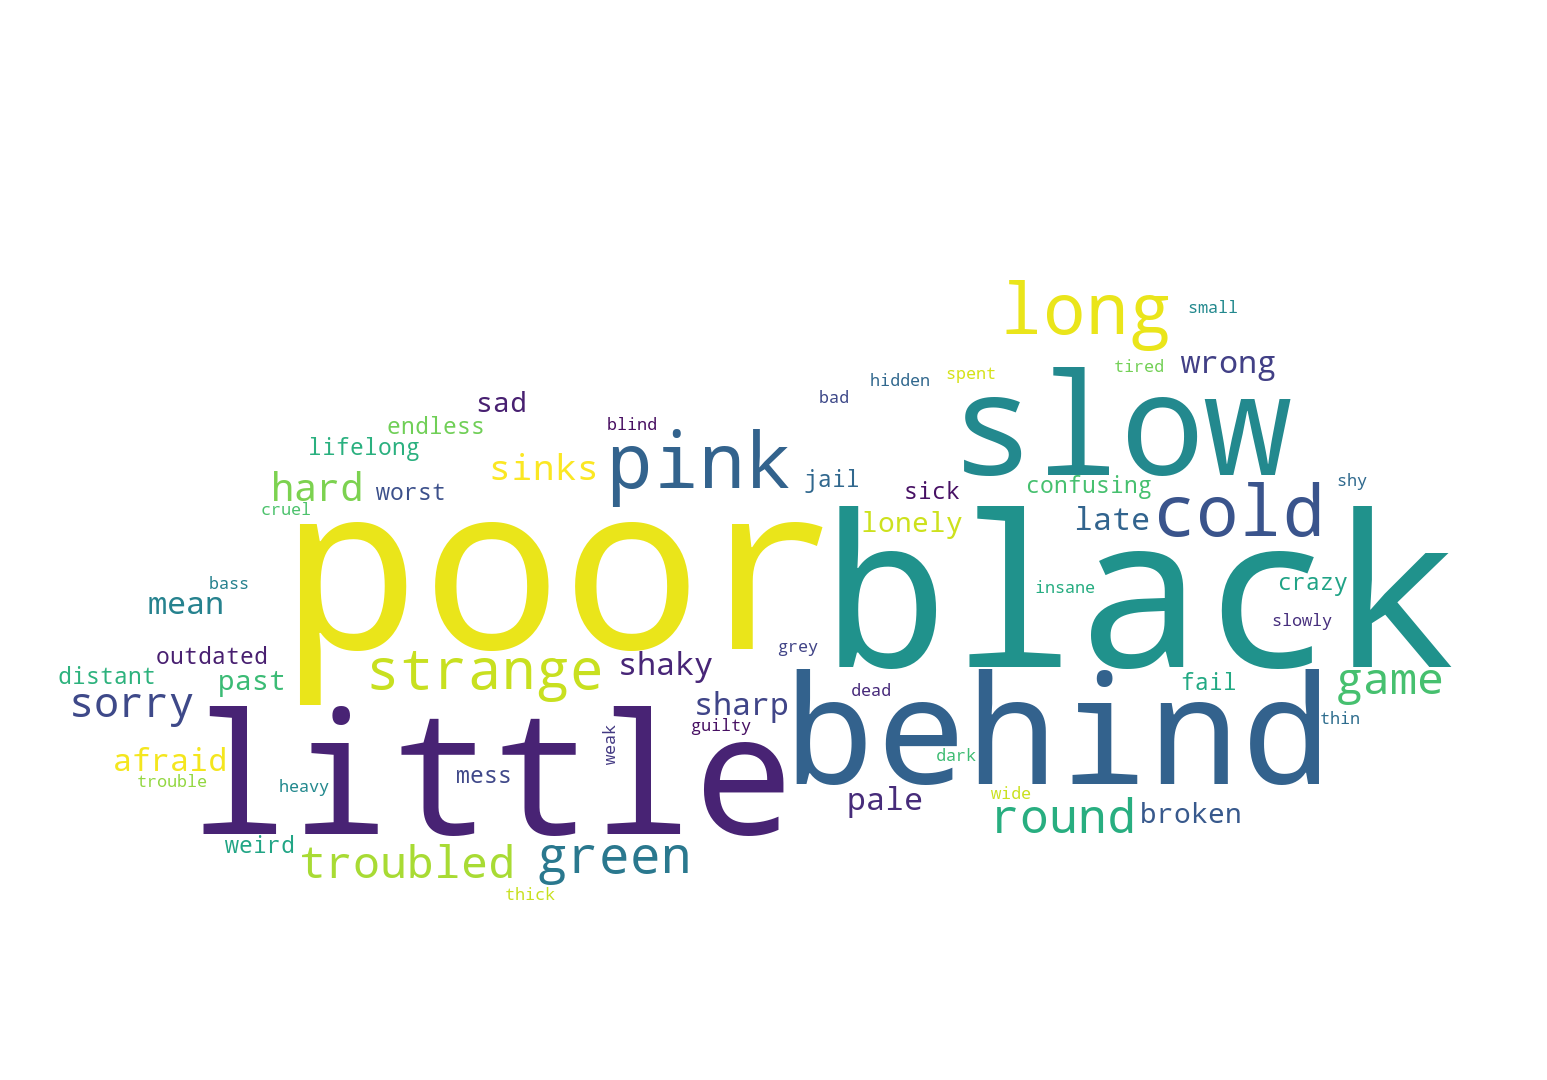 long
small
wrong
tired
spent
hidden
bad
slow
sad
endless
blind
lifelong
pink
sinks
jail
hard
worst
sick
confusing
shy
cruel
lonely
late
cold
poor
black
bass
mean
insane
crazy
slowly
outdated
grey
distant
past
strange
shaky
dead
fail
game
sorry
sharp
guilty
thin
behind
little
weak
afraid
dark
trouble
heavy
mess
wide
pale
round
broken
weird
troubled
green
thick